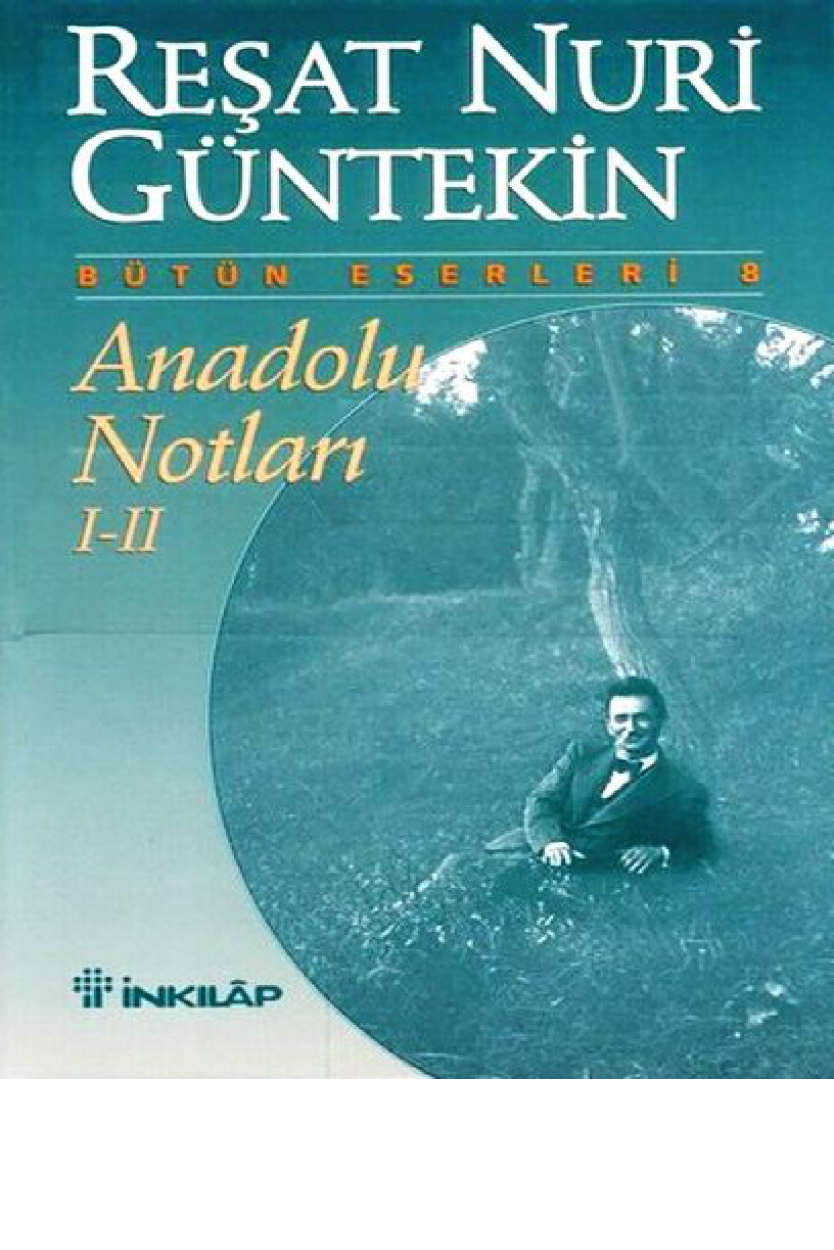 REŞAT NURİ
GÜNTEKİN
BÜTÜN ESERLERİ 8
Anadolu
Notları
I-II
İNKILÂP